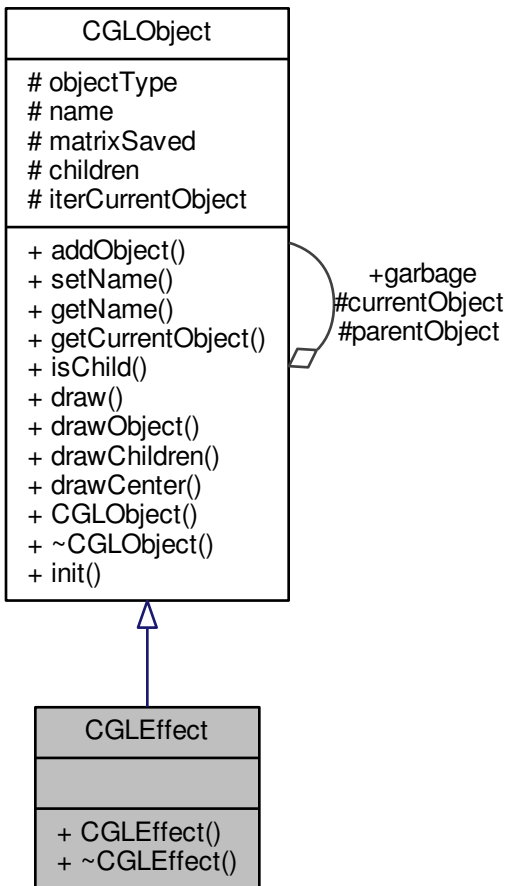 CGLObject
# objectType
# name
# matrixSaved
# children
# iterCurrentObject
+ addObject()
+ setName()
+ getName()
+ getCurrentObject()
+ isChild()
+ draw()
+ drawObject()
+ drawChildren()
+ drawCenter()
+ CGLObject()
+ ~CGLObject()
+ init()
+garbage
#currentObject
#parentObject
CGLEffect
+ CGLEffect()
+ ~CGLEffect()